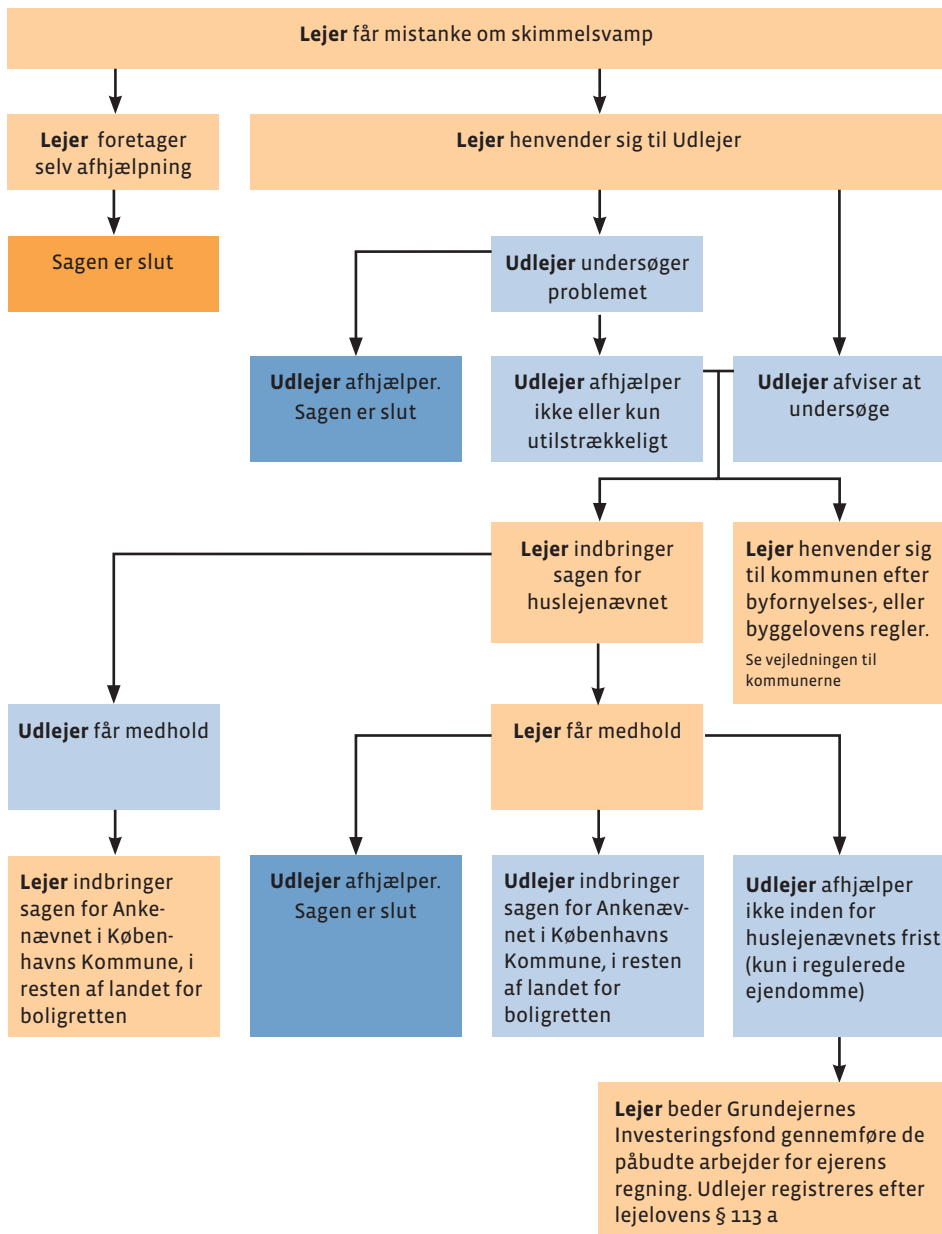 Lejer får mistanke om skimmelsvamp
Lejer foretager
selv afhjælpning
Lejer henvender sig til Udlejer
Sagen er slut
Udlejer undersøger
problemet
Udlejer afhjælper.
Sagen er slut
Udlejer afhjælper
ikke eller kun
utilstrækkeligt
Udlejer afviser at
undersøge
Lejer indbringer
sagen for
huslejenævnet
Lejer henvender sig
til kommunen efter
byfornyelses-, eller
byggelovens regler.
Se vejledningen til
kommunerne
Udlejer får medhold
Lejer får medhold
Lejer indbringer
sagen for Anke-
nævnet i Køben-
havns Kommune, i
resten af landet for
boligretten
Udlejer afhjælper.
Sagen er slut
Udlejer indbringer
sagen for Ankenæv-
net i Københavns
Kommune, i resten
af landet for
boligretten
Udlejer afhjælper
ikke inden for
huslejenævnets frist
(kun i regulerede
ejendomme)
Lejer beder Grundejernes
Investeringsfond gennemføre de
påbudte arbejder for ejerens
regning. Udlejer registreres efter
lejelovens § 113 a